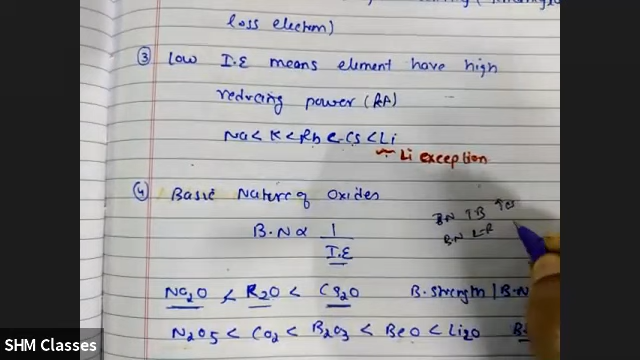 loss electron)
③ Low I.E means element have high
reducing power (RP)
Na < K < Rb < Cs < Li
~ Li exception
④ Basic Nature of Oxides
B.N ∝ 1
I.E
B.N ↑B
B.N L-R
Na2O < K2O < Cs2O
B.Strength | B.N
N2O5 < CO2 < B2O3 < BeO < Li2O
SHM Classes